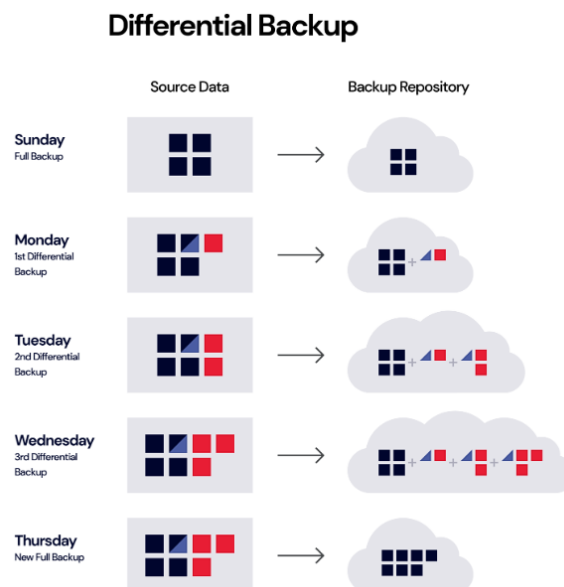 Differential Backup
Source Data
Backup Repository
Sunday
Full Backup
Monday
1st Differential
Backup
+
Tuesday
2nd Differential
Backup
+ +
Wednesday
3rd Differential
Backup
+ + +
Thursday
New Full Backup